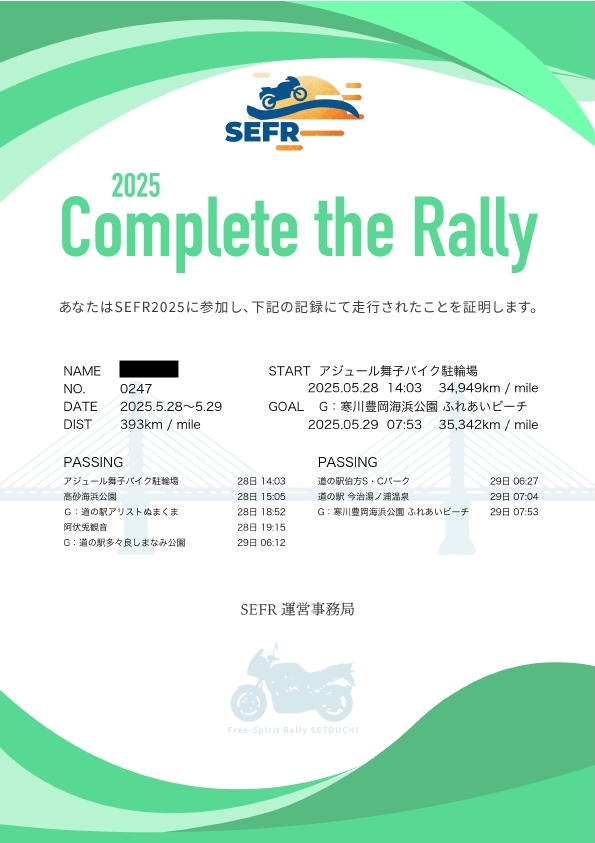 SEFR
2025
Complete the Rally
あなたはSEFR2025に参加し、下記の記録にて走行されたことを証明します。
NAME
NO. 0247
DATE 2025.5.28〜5.29
DIST 393km / mile
START アジュール舞子バイク駐輪場
2025.05.28 14:03 34,949km / mile
GOAL G：寒川豊岡海浜公園 ふれあいビーチ
2025.05.29 07:53 35,342km / mile
PASSING
アジュール舞子バイク駐輪場 28日 14:03
高砂海浜公園 28日 15:05
G：道の駅アリストぬまくま 28日 18:52
阿伏兎観音 28日 19:15
G：道の駅多々良しまなみ公園 29日 06:12
PASSING
道の駅伯方S・Cパーク 29日 06:27
道の駅 今治湯ノ浦温泉 29日 07:04
G：寒川豊岡海浜公園 ふれあいビーチ 29日 07:53
SEFR 運営事務局
Free-Spirit Rally SETOUCHI